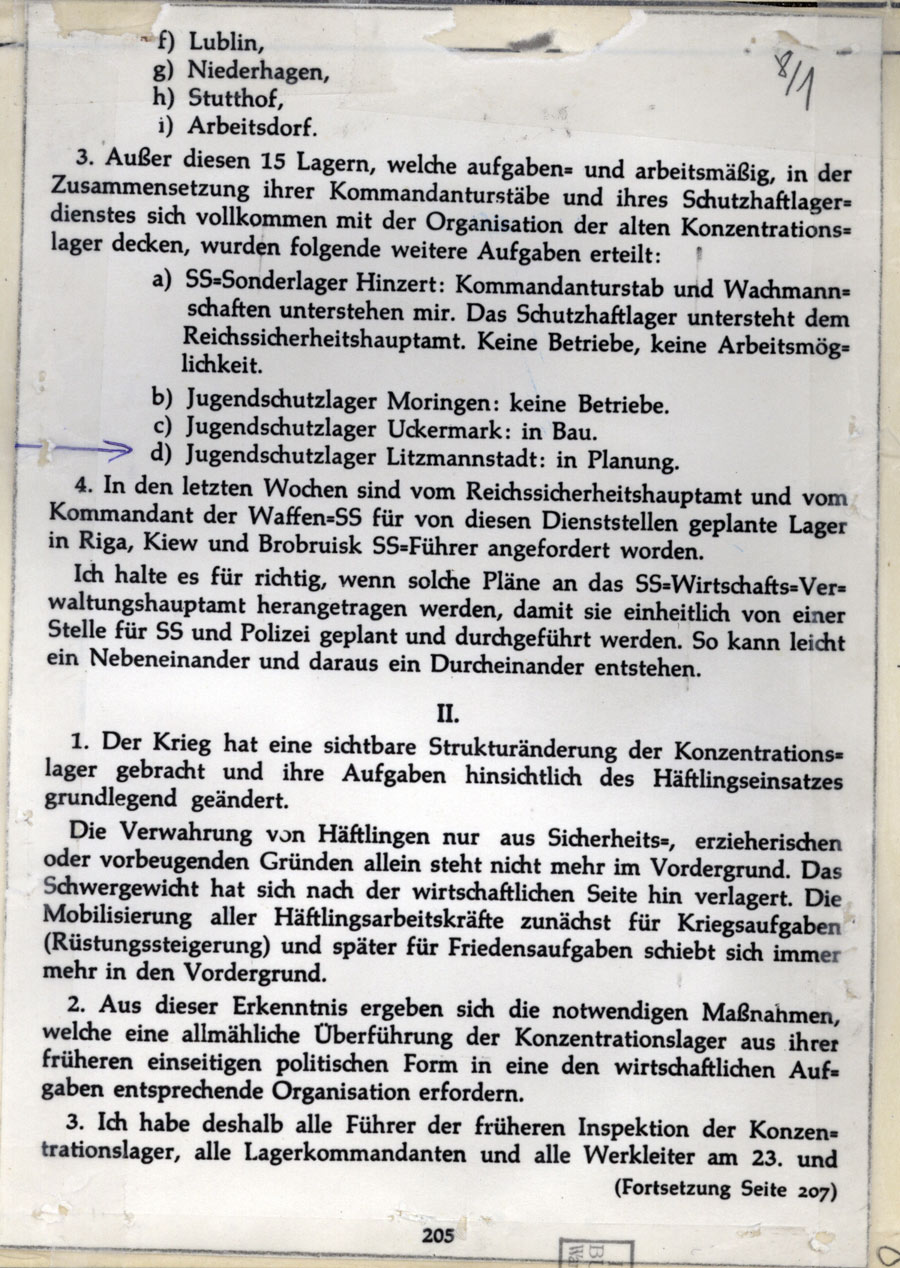 f) Lublin,
8/1
g) Niederhagen,
h) Stutthof,
i) Arbeitsdorf.
3. Außer diesen 15 Lagern, welche aufgaben= und arbeitsmäßig, in der
Zusammensetzung ihrer Kommandanturstäbe und ihres Schutzhaftlager=
dienstes sich vollkommen mit der Organisation der alten Konzentrations=
lager decken, wurden folgende weitere Aufgaben erteilt:
a) SS=Sonderlager Hinzert: Kommandanturstab und Wachmann=
schaften unterstehen mir. Das Schutzhaftlager untersteht dem
Reichssicherheitshauptamt. Keine Betriebe, keine Arbeitsmög=
lichkeit.
b) Jugendschutzlager Moringen: keine Betriebe.
c) Jugendschutzlager Uckermark: in Bau.
d) Jugendschutzlager Litzmannstadt: in Planung.
4. In den letzten Wochen sind vom Reichssicherheitshauptamt und vom
Kommandant der Waffen=SS für von diesen Dienststellen geplante Lager
in Riga, Kiew und Brobruisk SS=Führer angefordert worden.
Ich halte es für richtig, wenn solche Pläne an das SS=Wirtschafts=Ver=
waltungshauptamt herangetragen werden, damit sie einheitlich von einer
Stelle für SS und Polizei geplant und durchgeführt werden. So kann leicht
ein Nebeneinander und daraus ein Durcheinander entstehen.
II.
1. Der Krieg hat eine sichtbare Strukturänderung der Konzentrations=
lager gebracht und ihre Aufgaben hinsichtlich des Häftlingseinsatzes
grundlegend geändert.
Die Verwahrung von Häftlingen nur aus Sicherheits=, erzieherischen
oder vorbeugenden Gründen allein steht nicht mehr im Vordergrund. Das
Schwergewicht hat sich nach der wirtschaftlichen Seite hin verlagert. Die
Mobilisierung aller Häftlingsarbeitskräfte zunächst für Kriegsaufgaben
(Rüstungssteigerung) und später für Friedensaufgaben schiebt sich immer
mehr in den Vordergrund.
2. Aus dieser Erkenntnis ergeben sich die notwendigen Maßnahmen,
welche eine allmähliche Überführung der Konzentrationslager aus ihrer
früheren einseitigen politischen Form in eine den wirtschaftlichen Auf=
gaben entsprechende Organisation erfordern.
3. Ich habe deshalb alle Führer der früheren Inspektion der Konzen=
trationslager, alle Lagerkommandanten und alle Werkleiter am 23. und
(Fortsetzung Seite 207)
205